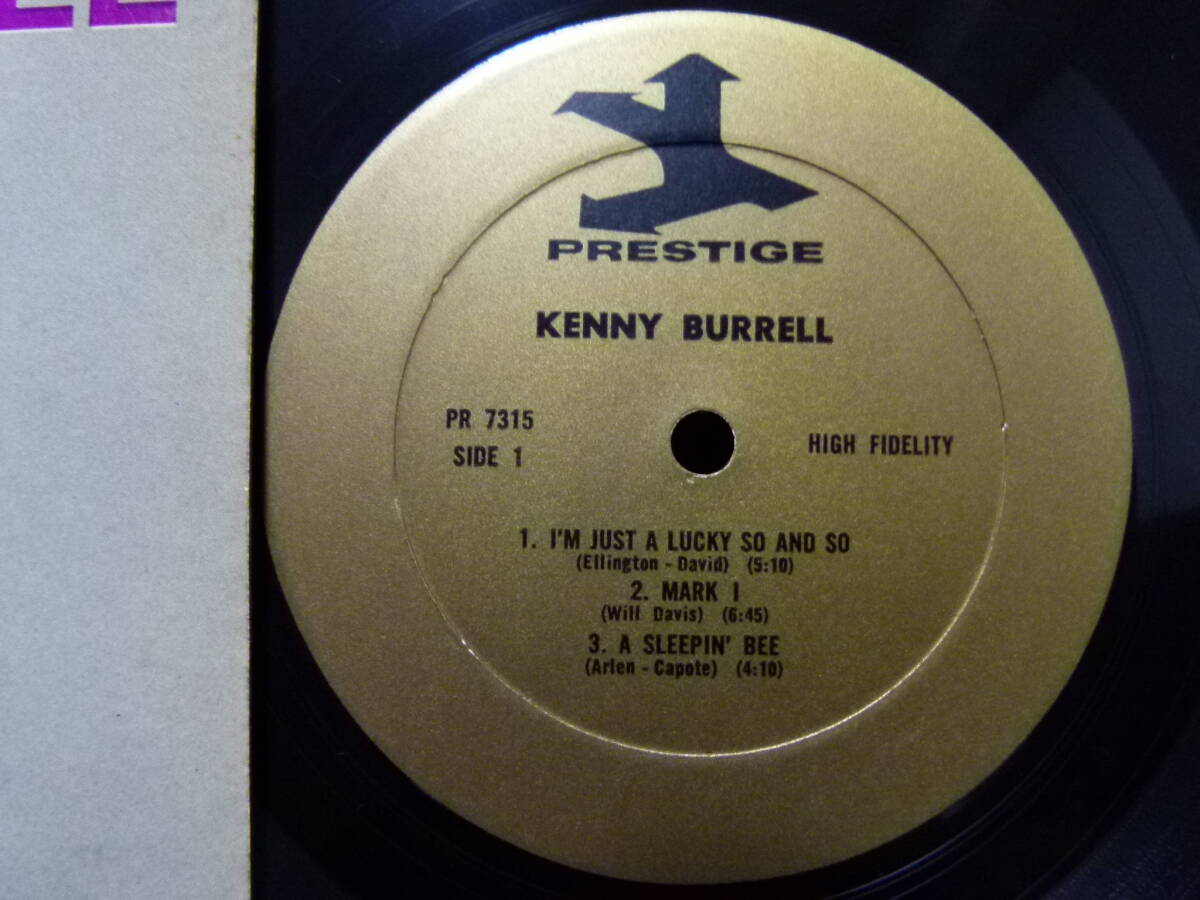 PRESTIGE
KENNY BURRELL
PR 7315
SIDE 1
HIGH FIDELITY
1. I'M JUST A LUCKY SO AND SO
(Ellington - David) (5:10)
2. MARK I
(Will Davis) (6:45)
3. A SLEEPIN' BEE
(Arlen - Capote) (4:10)